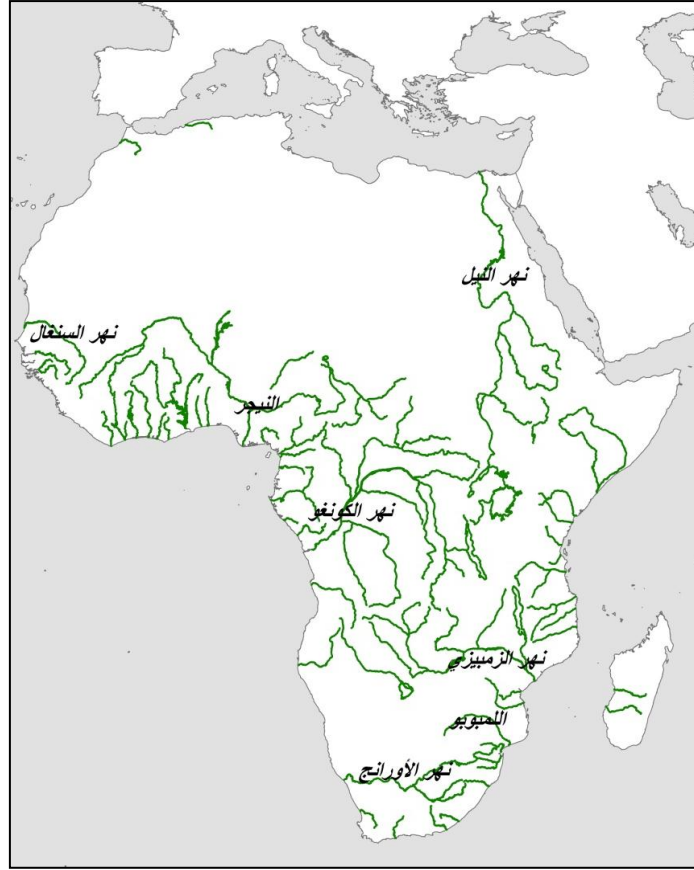 نهر النيل
نهر السنغال
النيجر
نهر الكونغو
نهر الزمبيزي
اللمبوبو
نهر الأورانج